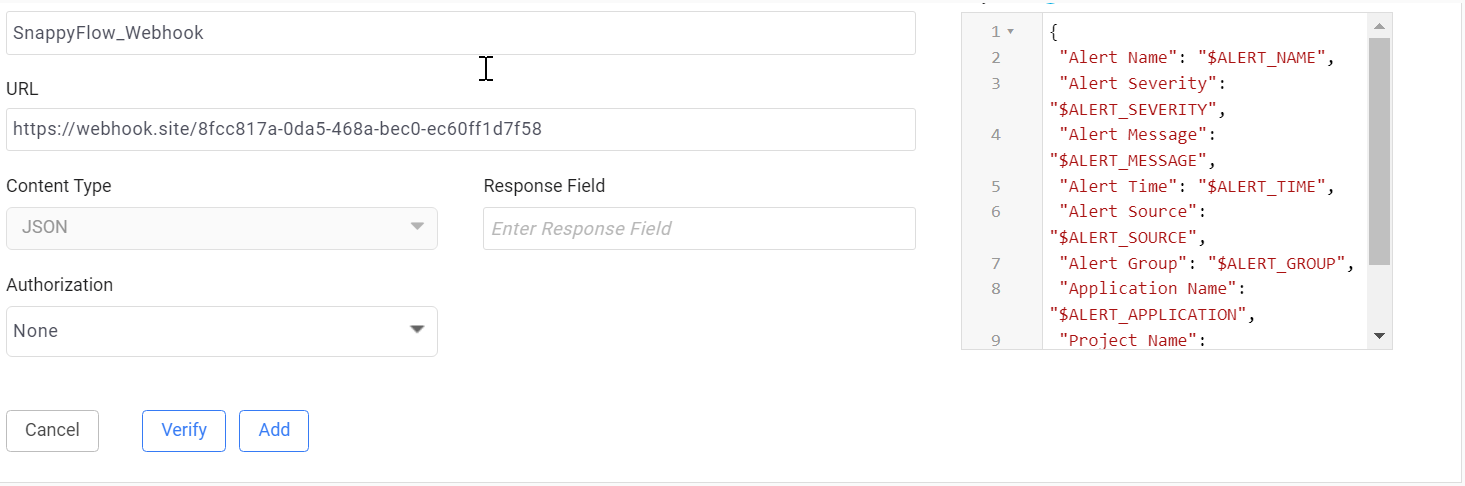 SnappyFlow_Webhook
URL
https://webhook.site/8fcc817a-0da5-468a-bec0-ec60ff1d7f58
Content Type
Response Field
JSON
Enter Response Field
Authorization
None
Cancel
Verify
Add
1
{
2
"Alert Name": "$ALERT_NAME",
3
"Alert Severity":
"$ALERT_SEVERITY",
4
"Alert Message":
"$ALERT_MESSAGE",
5
"Alert Time": "$ALERT_TIME",
6
"Alert Source":
"$ALERT_SOURCE",
7
"Alert Group": "$ALERT_GROUP",
8
"Application Name":
"$ALERT_APPLICATION",
9
"Project Name":